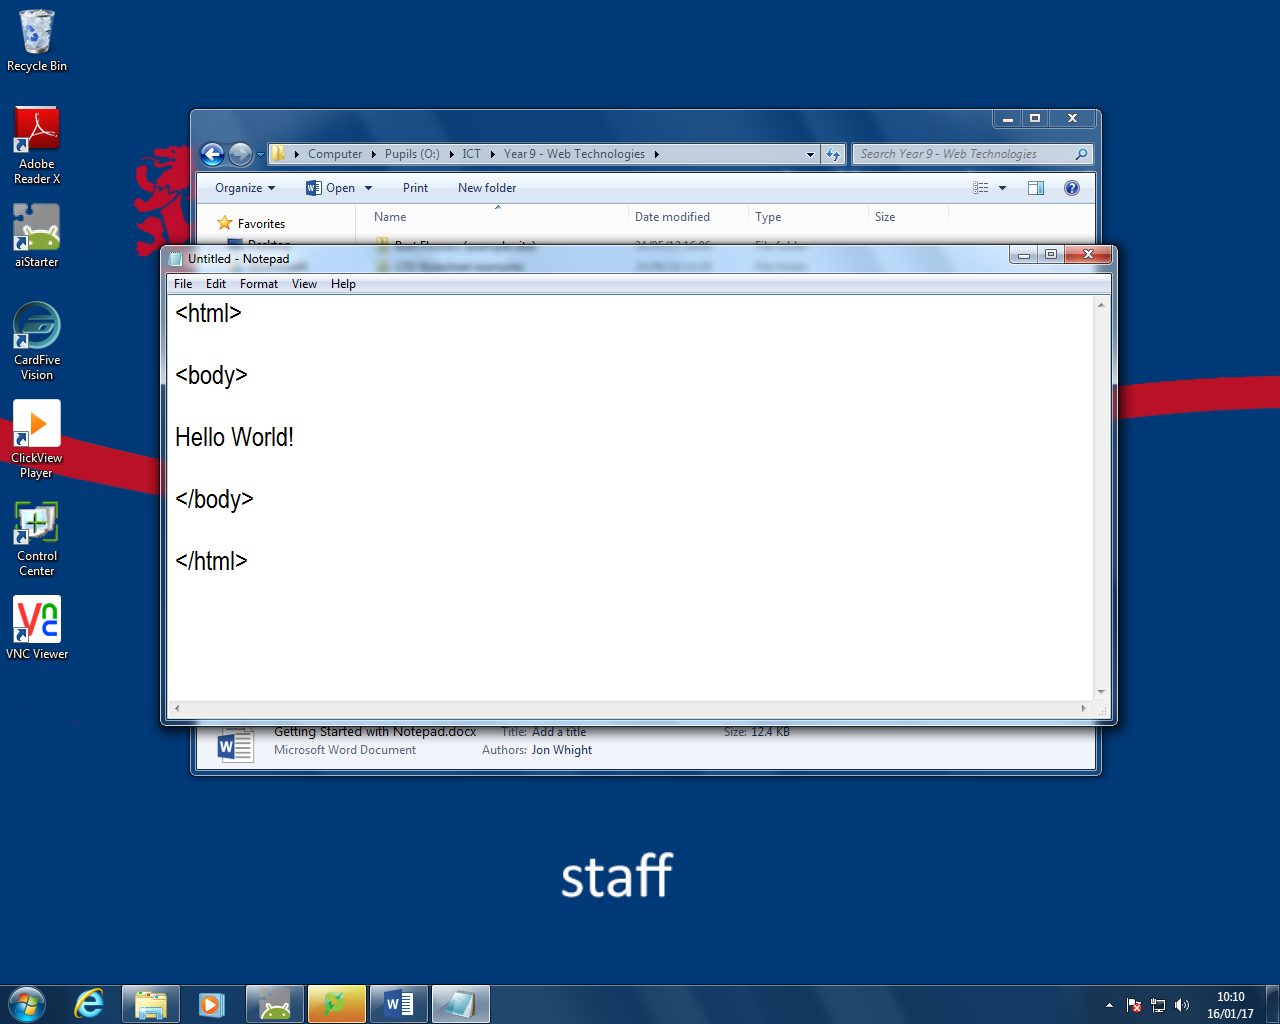 Recycle Bin
Adobe
Reader X
aiStarter
CardFive
Vision
ClickView
Player
Control
Center
VNC Viewer
Computer Pupils (O:) ICT Year 9 - Web Technologies
Search Year 9 - Web Technologies
Organize Open Print New folder
Name Date modified Type Size
Favorites
Desktop
Untitled - Notepad
File Edit Format View Help
<html>
<body>
Hello World!
</body>
</html>
Getting Started with Notepad.docx Title: Add a title Size: 12.4 KB
Microsoft Word Document Authors: Jon Whight
staff
10:10
16/01/17